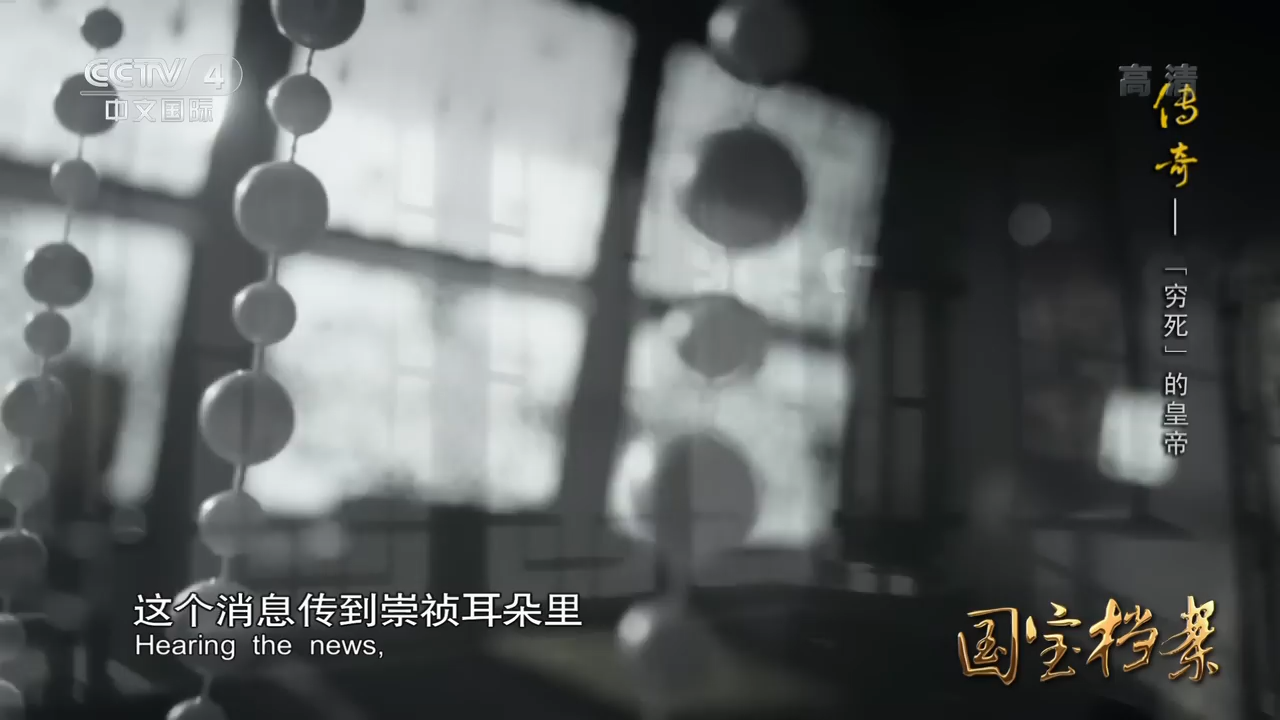 CCTV 4
中文国际
高清
传奇——「穷死」的皇帝
这个消息传到崇祯耳朵里
Hearing the news,
国宝档案